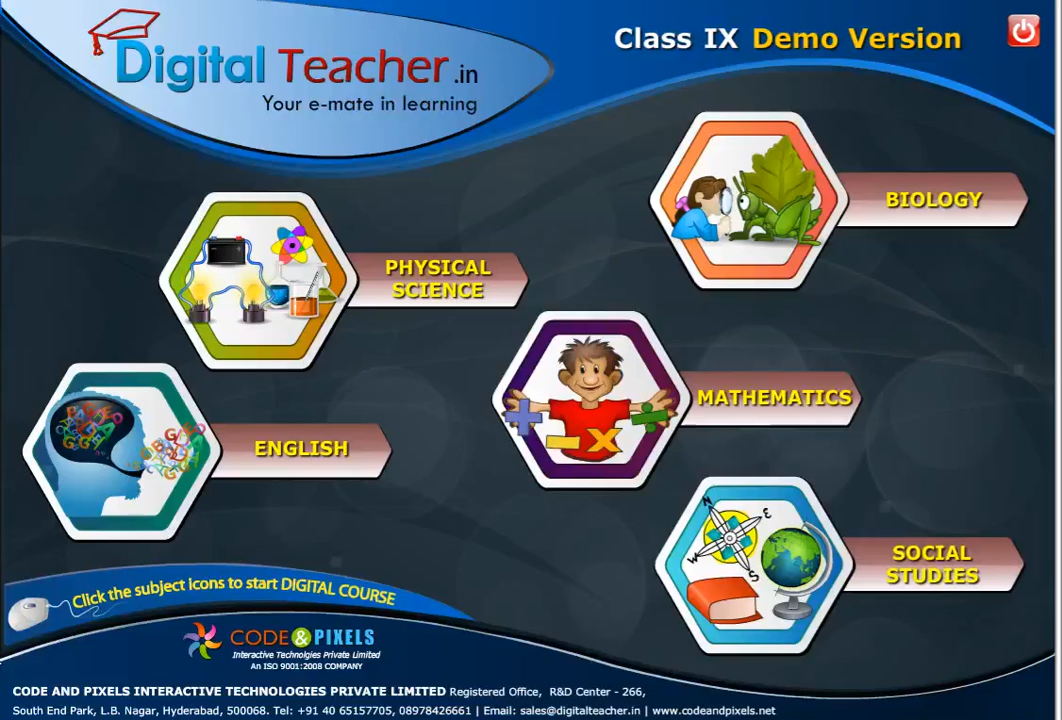 Digital Teacher.in
Your e-mate in learning
Class IX Demo Version
BIOLOGY
PHYSICAL
SCIENCE
MATHEMATICS
ENGLISH
N
E
W
S
SOCIAL
STUDIES
Click the subject icons to start DIGITAL COURSE
CODE & PIXELS
Interactive Technolgies Private Limited
An ISO 9001:2008 COMPANY
CODE AND PIXELS INTERACTIVE TECHNOLOGIES PRIVATE LIMITED Registered Office, R&D Center - 266,
South End Park, L.B. Nagar, Hyderabad, 500068. Tel: +91 40 65157705, 08978426661 | Email: sales@digitalteacher.in | www.codeandpixels.net